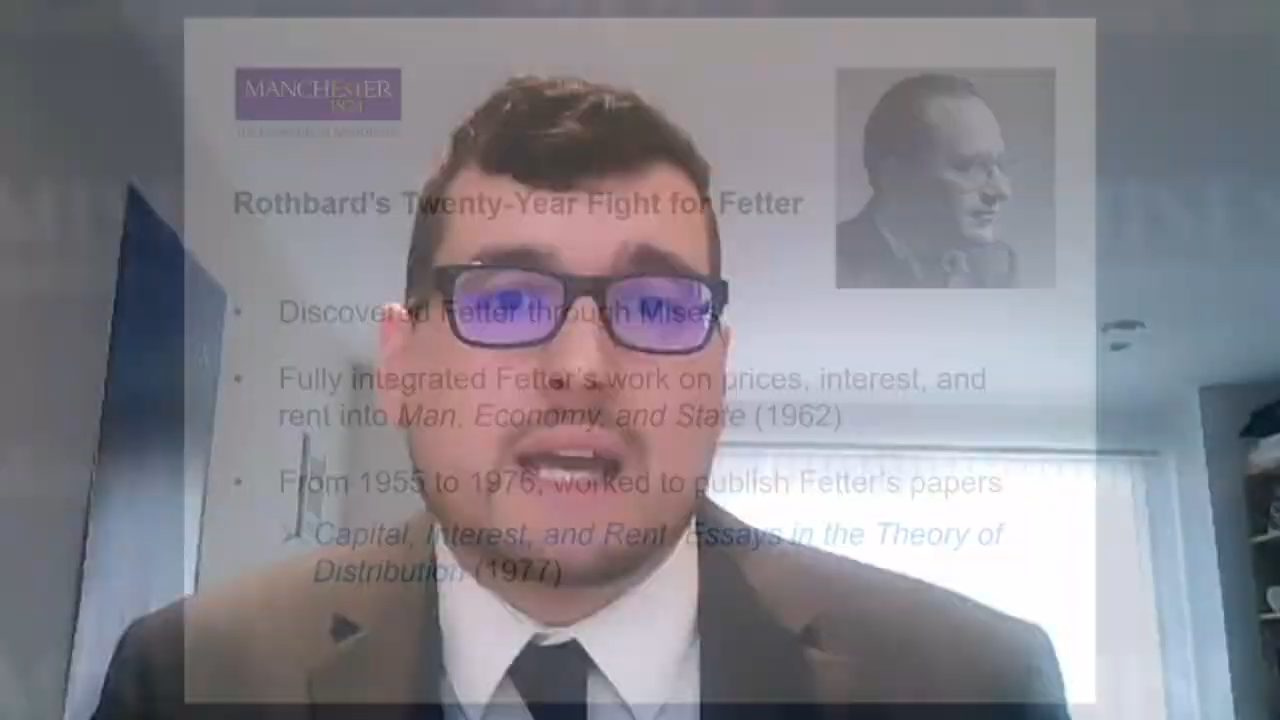 MANCHESTER
1824
Rothbard's Twenty-Year Fight for Fetter
• Discovered Fetter through Mises
• Fully integrated Fetter's work on prices, interest, and
rent into Man, Economy, and State (1962)
• From 1955 to 1976, worked to publish Fetter's papers
➢ Capital, Interest, and Rent: Essays in the Theory of
Distribution (1977)